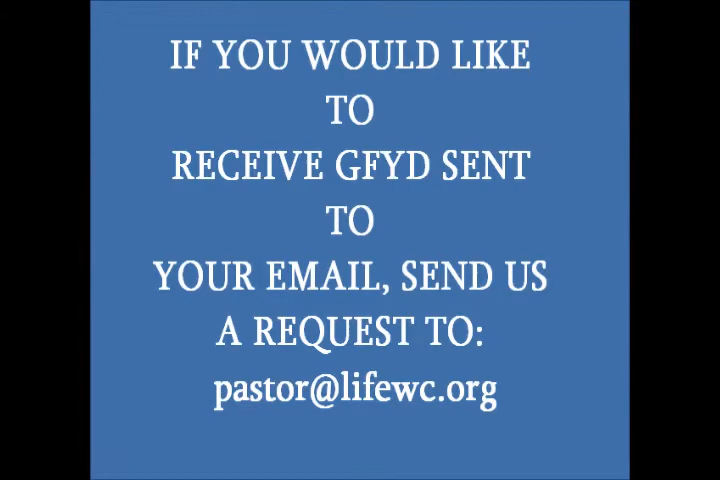 IF YOU WOULD LIKE
TO
RECEIVE GFYD SENT
TO
YOUR EMAIL, SEND US
A REQUEST TO:
pastor@lifewc.org